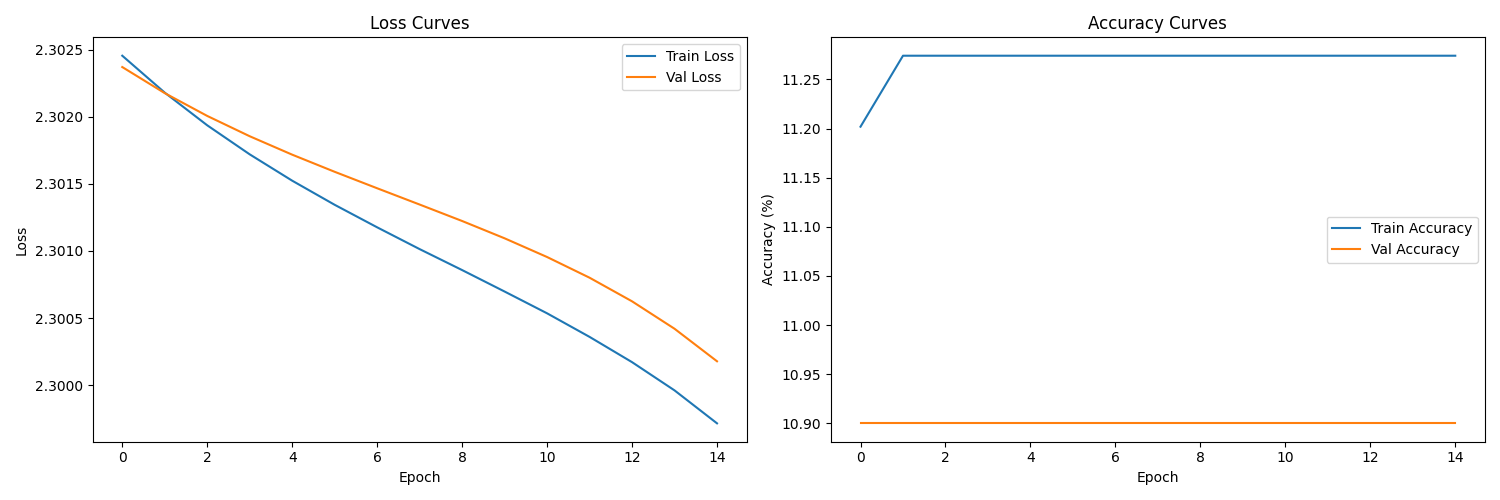 Loss Curves
2.3025
2.3020
2.3015
2.3010
2.3005
2.3000
Loss
Train Loss
Val Loss
0 2 4 6 8 10 12 14
Epoch
Accuracy Curves
11.25
11.20
11.15
11.10
11.05
11.00
10.95
10.90
Accuracy (%)
Train Accuracy
Val Accuracy
0 2 4 6 8 10 12 14
Epoch